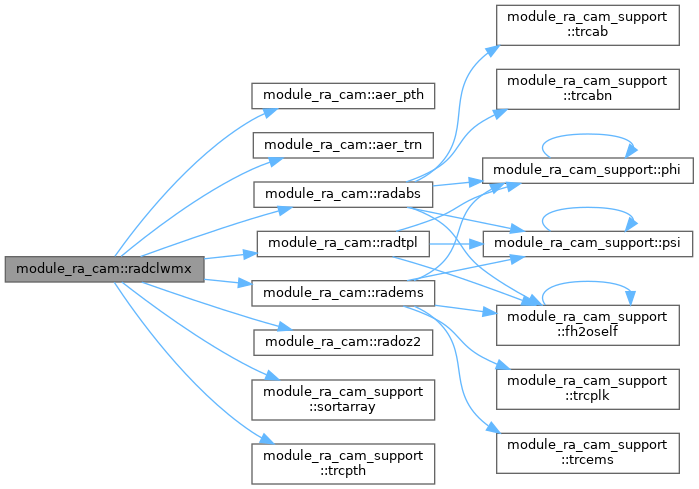 module_ra_cam::radclwmx
module_ra_cam::aer_pth
module_ra_cam::aer_trn
module_ra_cam::radabs
module_ra_cam::radtpl
module_ra_cam::radems
module_ra_cam::radoz2
module_ra_cam_support
::sortarray
module_ra_cam_support
::trcpth
module_ra_cam_support
::trcab
module_ra_cam_support
::trcabn
module_ra_cam_support::phi
module_ra_cam_support::psi
module_ra_cam_support
::fh2oself
module_ra_cam_support
::trcplk
module_ra_cam_support
::trcems